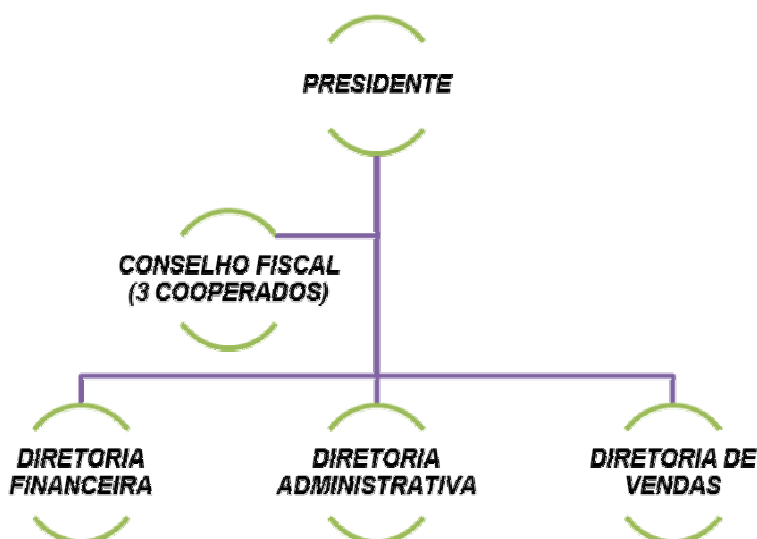 PRESIDENTE
CONSELHO FISCAL
(3 COOPERADOS)
DIRETORIA
FINANCEIRA
DIRETORIA
ADMINISTRATIVA
DIRETORIA DE
VENDAS